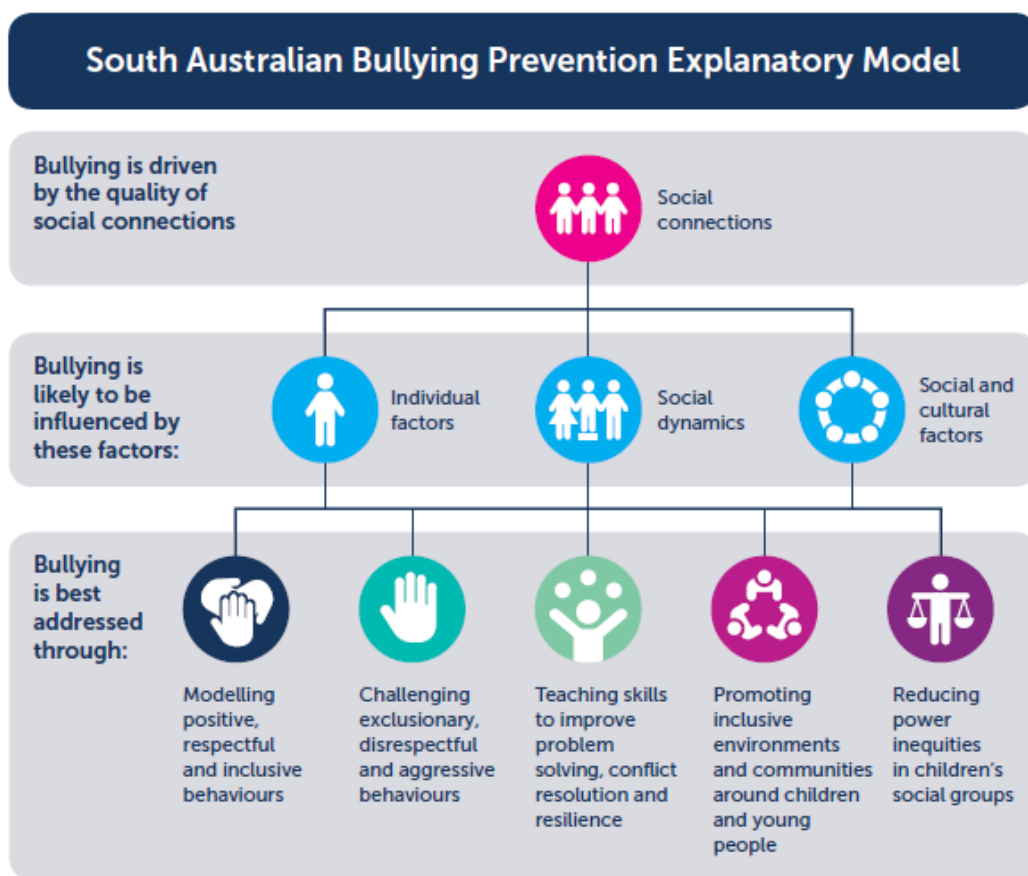 South Australian Bullying Prevention Explanatory Model
Bullying is driven
by the quality of
social connections
Social
connections
Bullying is
likely to be
influenced by
these factors:
Individual
factors
Social
dynamics
Social and
cultural
factors
Bullying
is best
addressed
through:
Modelling
positive,
respectful
and inclusive
behaviours
Challenging
exclusionary,
disrespectful
and aggressive
behaviours
Teaching skills
to improve
problem
solving, conflict
resolution and
resilience
Promoting
inclusive
environments
and communities
around children
and young
people
Reducing
power
inequities
in children's
social groups